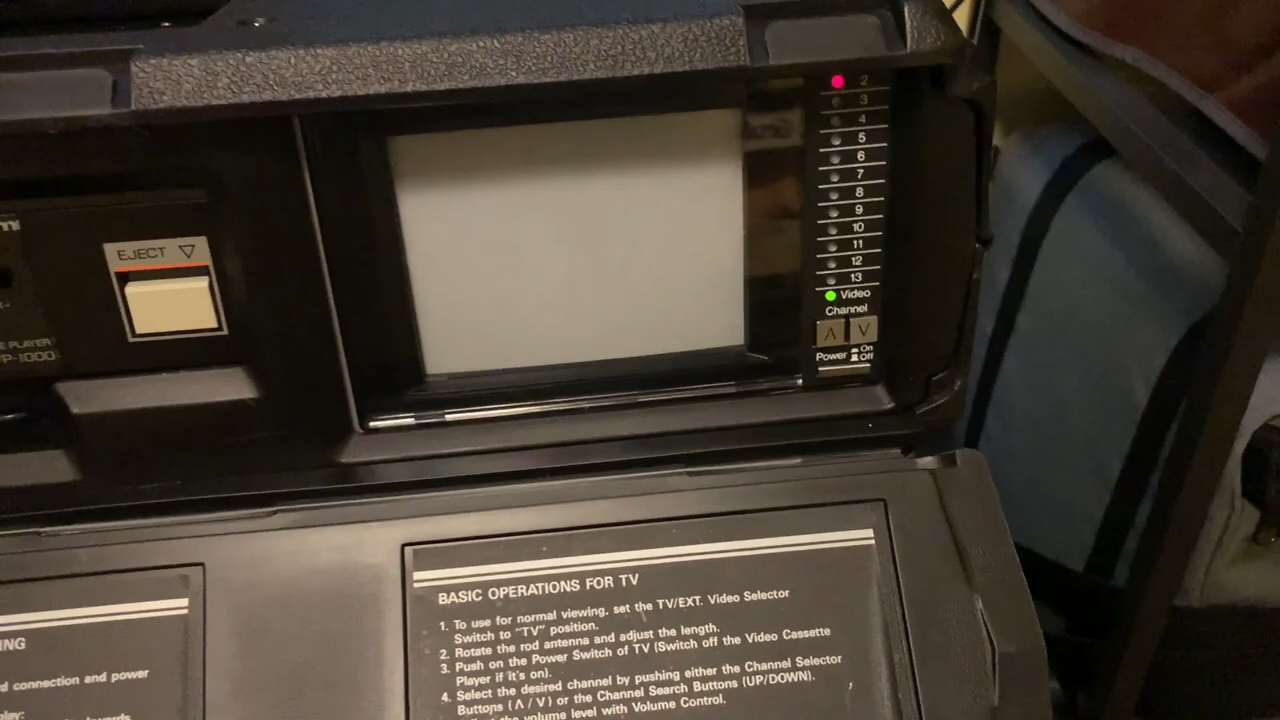 2
3
4
5
6
7
8
9
10
11
12
13
Video
Channel
Λ V
Power On
Off
EJECT ▽
E PLAYER
P-1000
BASIC OPERATIONS FOR TV
1. To use for normal viewing, set the TV/EXT. Video Selector
Switch to "TV" position.
2. Rotate the rod antenna and adjust the length.
3. Push on the Power Switch of TV (Switch off the Video Cassette
Player if it's on).
4. Select the desired channel by pushing either the Channel Selector
Buttons (Λ / V) or the Channel Search Buttons (UP/DOWN).
the volume level with Volume Control.
NG
d connection and power
play: